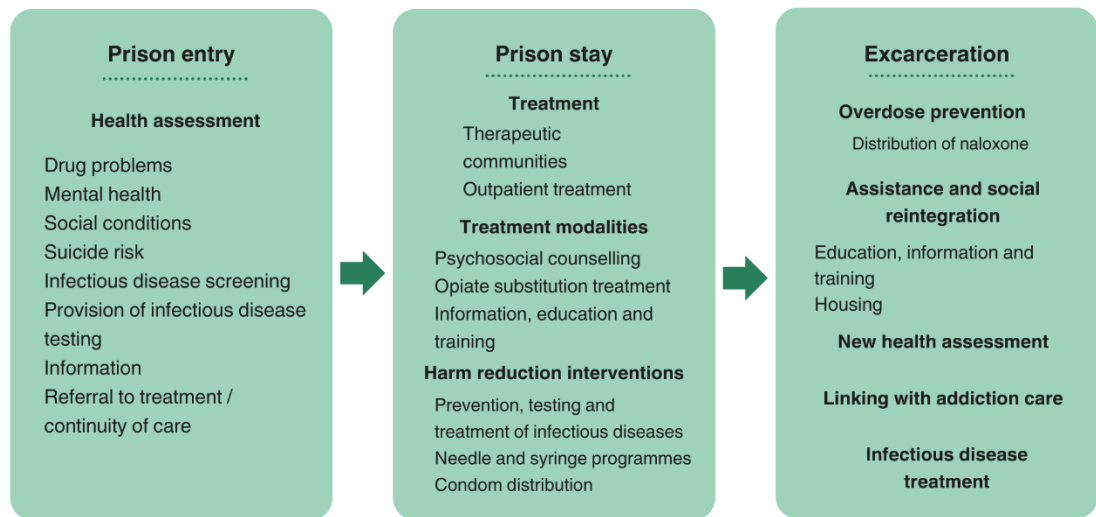 Prison entry
Health assessment
Drug problems
Mental health
Social conditions
Suicide risk
Infectious disease screening
Provision of infectious disease
testing
Information
Referral to treatment /
continuity of care
Prison stay
Treatment
Therapeutic
communities
Outpatient treatment
Treatment modalities
Psychosocial counselling
Opiate substitution treatment
Information, education and
training
Harm reduction interventions
Prevention, testing and
treatment of infectious diseases
Needle and syringe programmes
Condom distribution
Excarceration
Overdose prevention
Distribution of naloxone
Assistance and social
reintegration
Education, information and
training
Housing
New health assessment
Linking with addiction care
Infectious disease
treatment